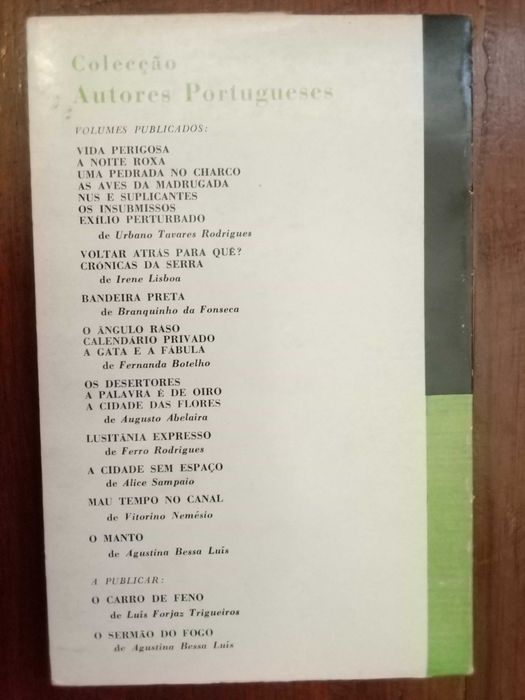 Colecção
Autores Portugueses
VOLUMES PUBLICADOS:
VIDA PERIGOSA
A NOITE ROXA
UMA PEDRADA NO CHARCO
AS AVES DA MADRUGADA
NUS E SUPLICANTES
OS INSUBMISSOS
EXÍLIO PERTURBADO
de Urbano Tavares Rodrigues
VOLTAR ATRÁS PARA QUÊ?
CRÓNICAS DA SERRA
de Irene Lisboa
BANDEIRA PRETA
de Branquinho da Fonseca
O ÂNGULO RASO
CALENDÁRIO PRIVADO
A GATA E A FÁBULA
de Fernanda Botelho
OS DESERTORES
A PALAVRA É DE OIRO
A CIDADE DAS FLORES
de Augusto Abelaira
LUSITÂNIA EXPRESSO
de Ferro Rodrigues
A CIDADE SEM ESPAÇO
de Alice Sampaio
MAU TEMPO NO CANAL
de Vitorino Nemésio
O MANTO
de Agustina Bessa Luis
A PUBLICAR:
O CARRO DE FENO
de Luís Forjaz Trigueiros
O SERMÃO DO FOGO
de Agustina Bessa Luis